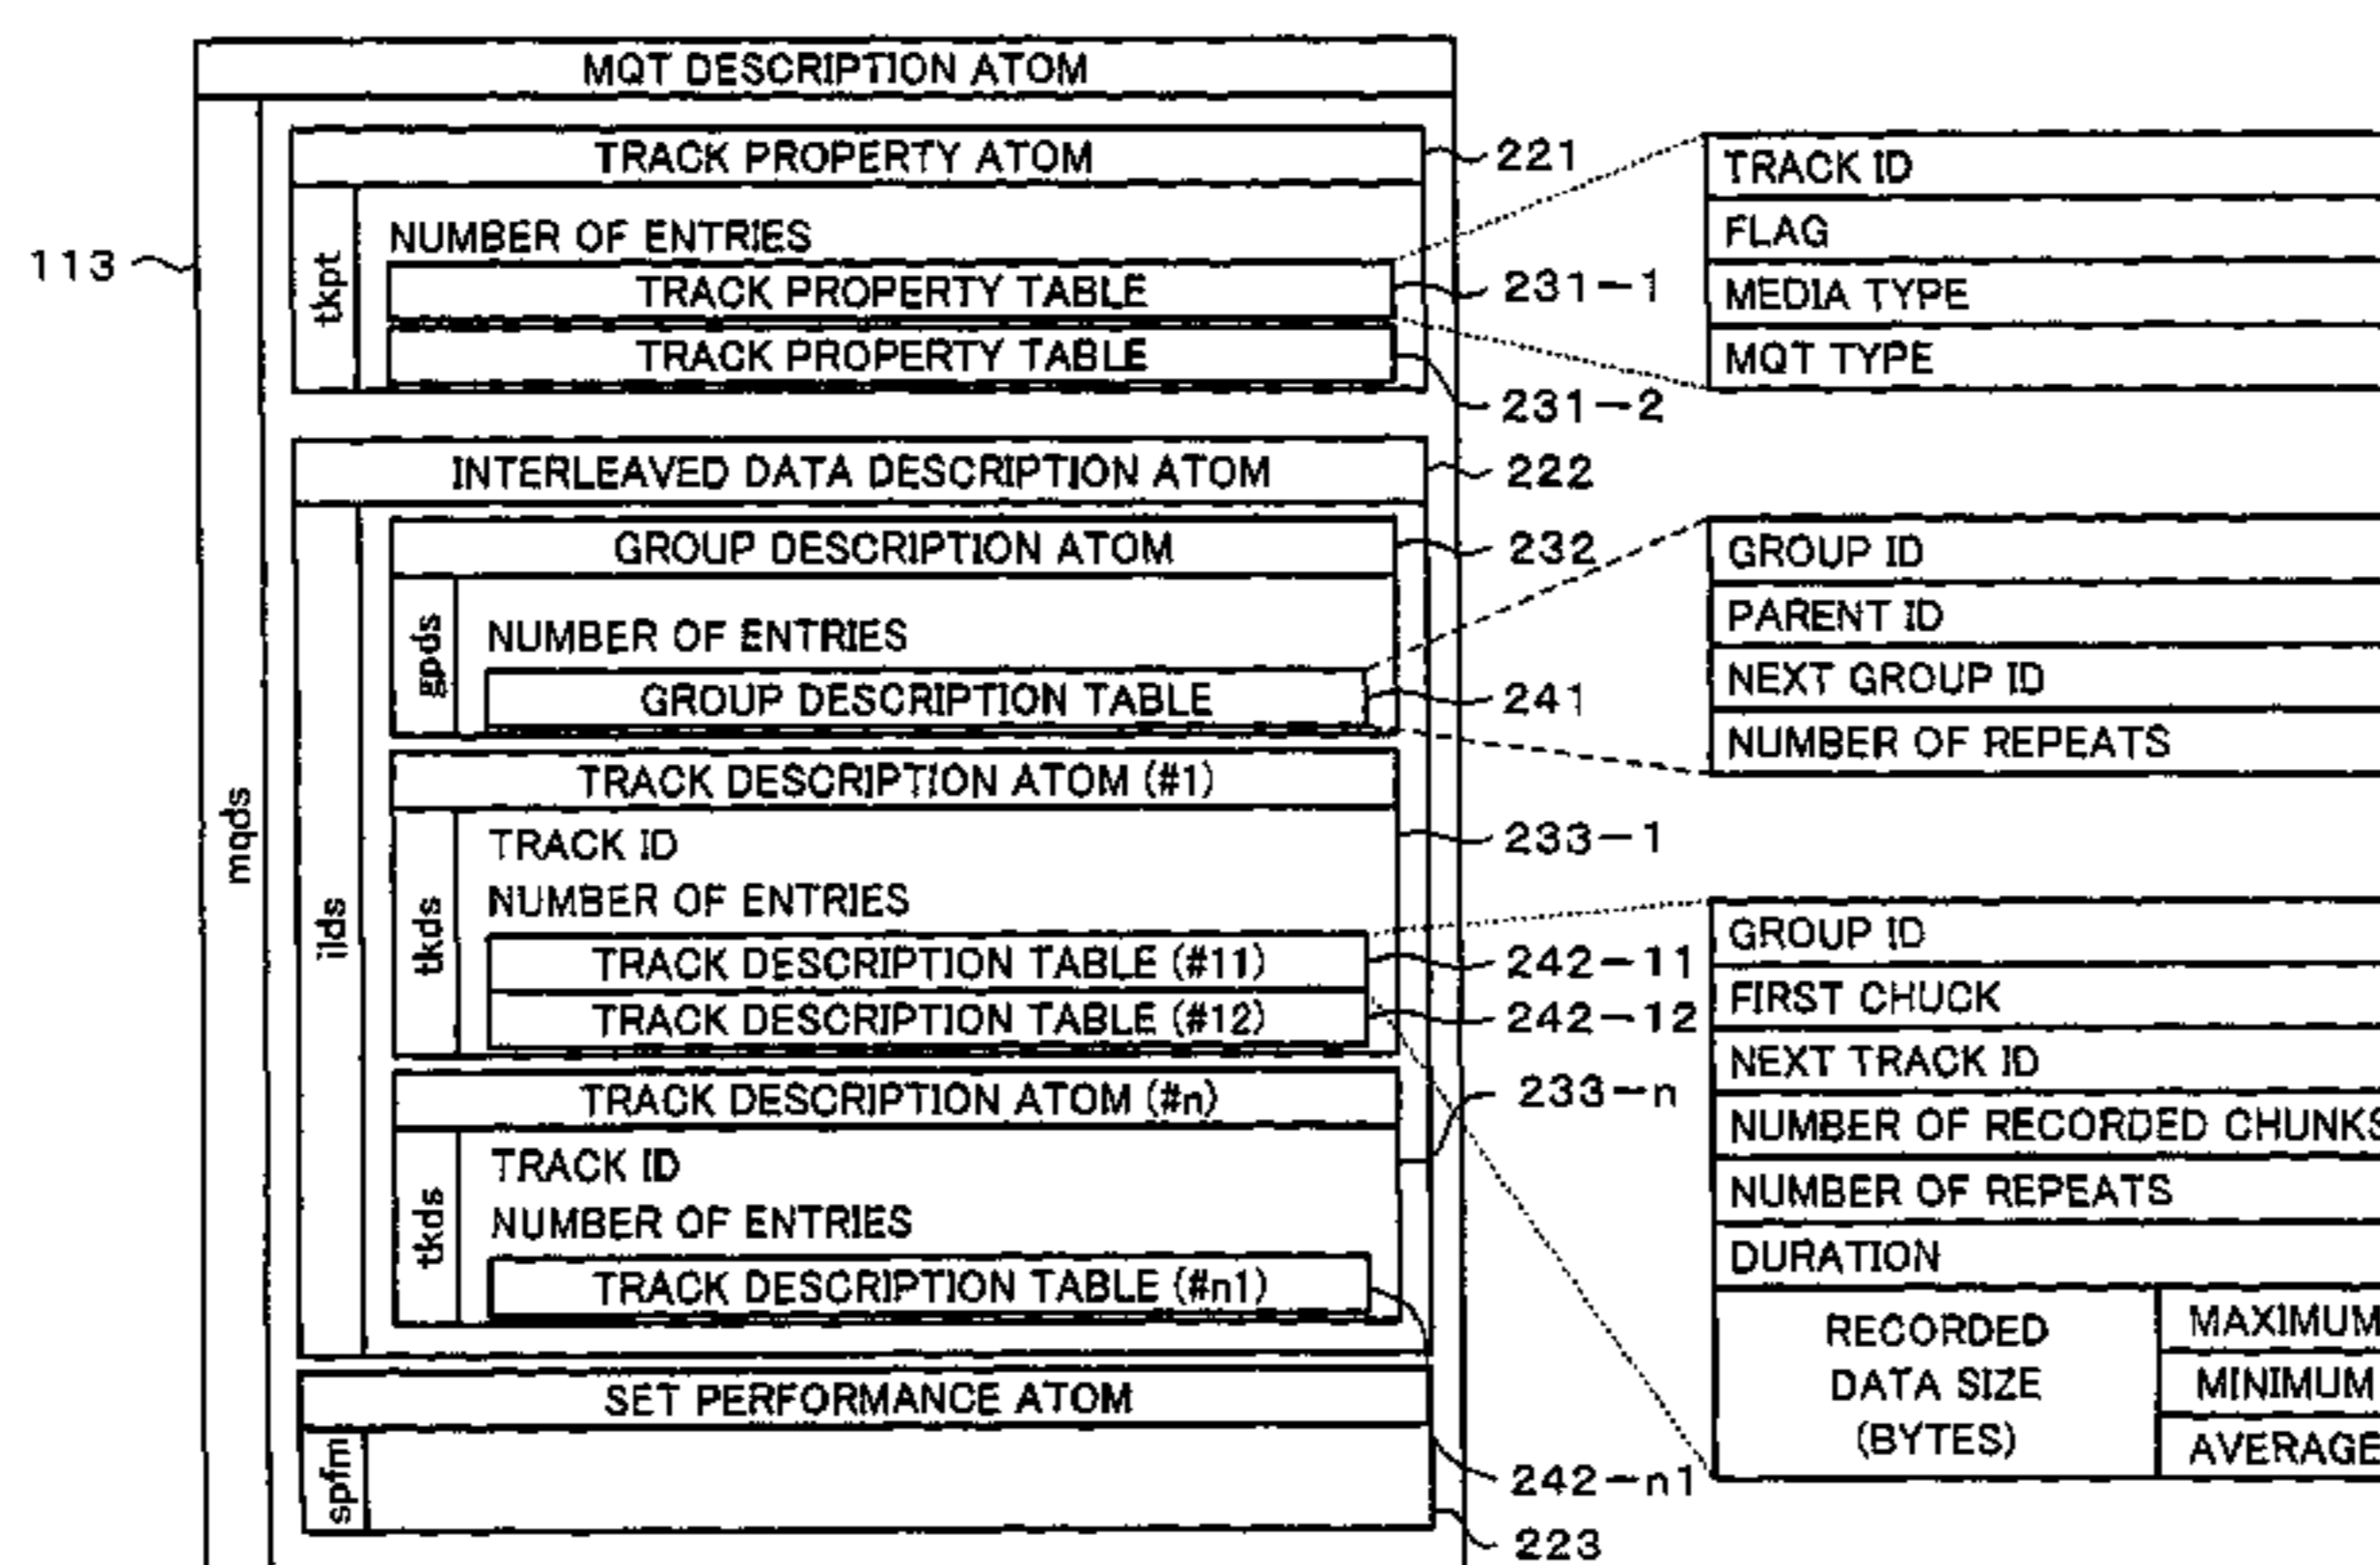 MQT DESCRIPTION ATOM
TRACK PROPERTY ATOM
221
NUMBER OF ENTRIES
113
tkpt
TRACK PROPERTY TABLE
231-1
TRACK PROPERTY TABLE
231-2
TRACK ID
FLAG
MEDIA TYPE
MQT TYPE
INTERLEAVED DATA DESCRIPTION ATOM
222
GROUP DESCRIPTION ATOM
232
gpds
NUMBER OF ENTRIES
GROUP DESCRIPTION TABLE
241
GROUP ID
PARENT ID
NEXT GROUP ID
NUMBER OF REPEATS
mqds
ilds
TRACK DESCRIPTION ATOM (#1)
233-1
tkds
TRACK ID
NUMBER OF ENTRIES
TRACK DESCRIPTION TABLE (#11)
242-11
TRACK DESCRIPTION TABLE (#12)
242-12
TRACK DESCRIPTION ATOM (#n)
233-n
tkds
TRACK ID
NUMBER OF ENTRIES
TRACK DESCRIPTION TABLE (#n1)
GROUP ID
FIRST CHUCK
NEXT TRACK ID
NUMBER OF RECORDED CHUNKS
NUMBER OF REPEATS
DURATION
RECORDED
DATA SIZE
(BYTES)
MAXIMUM
MINIMUM
AVERAGE
SET PERFORMANCE ATOM
spfm
242-n1
223